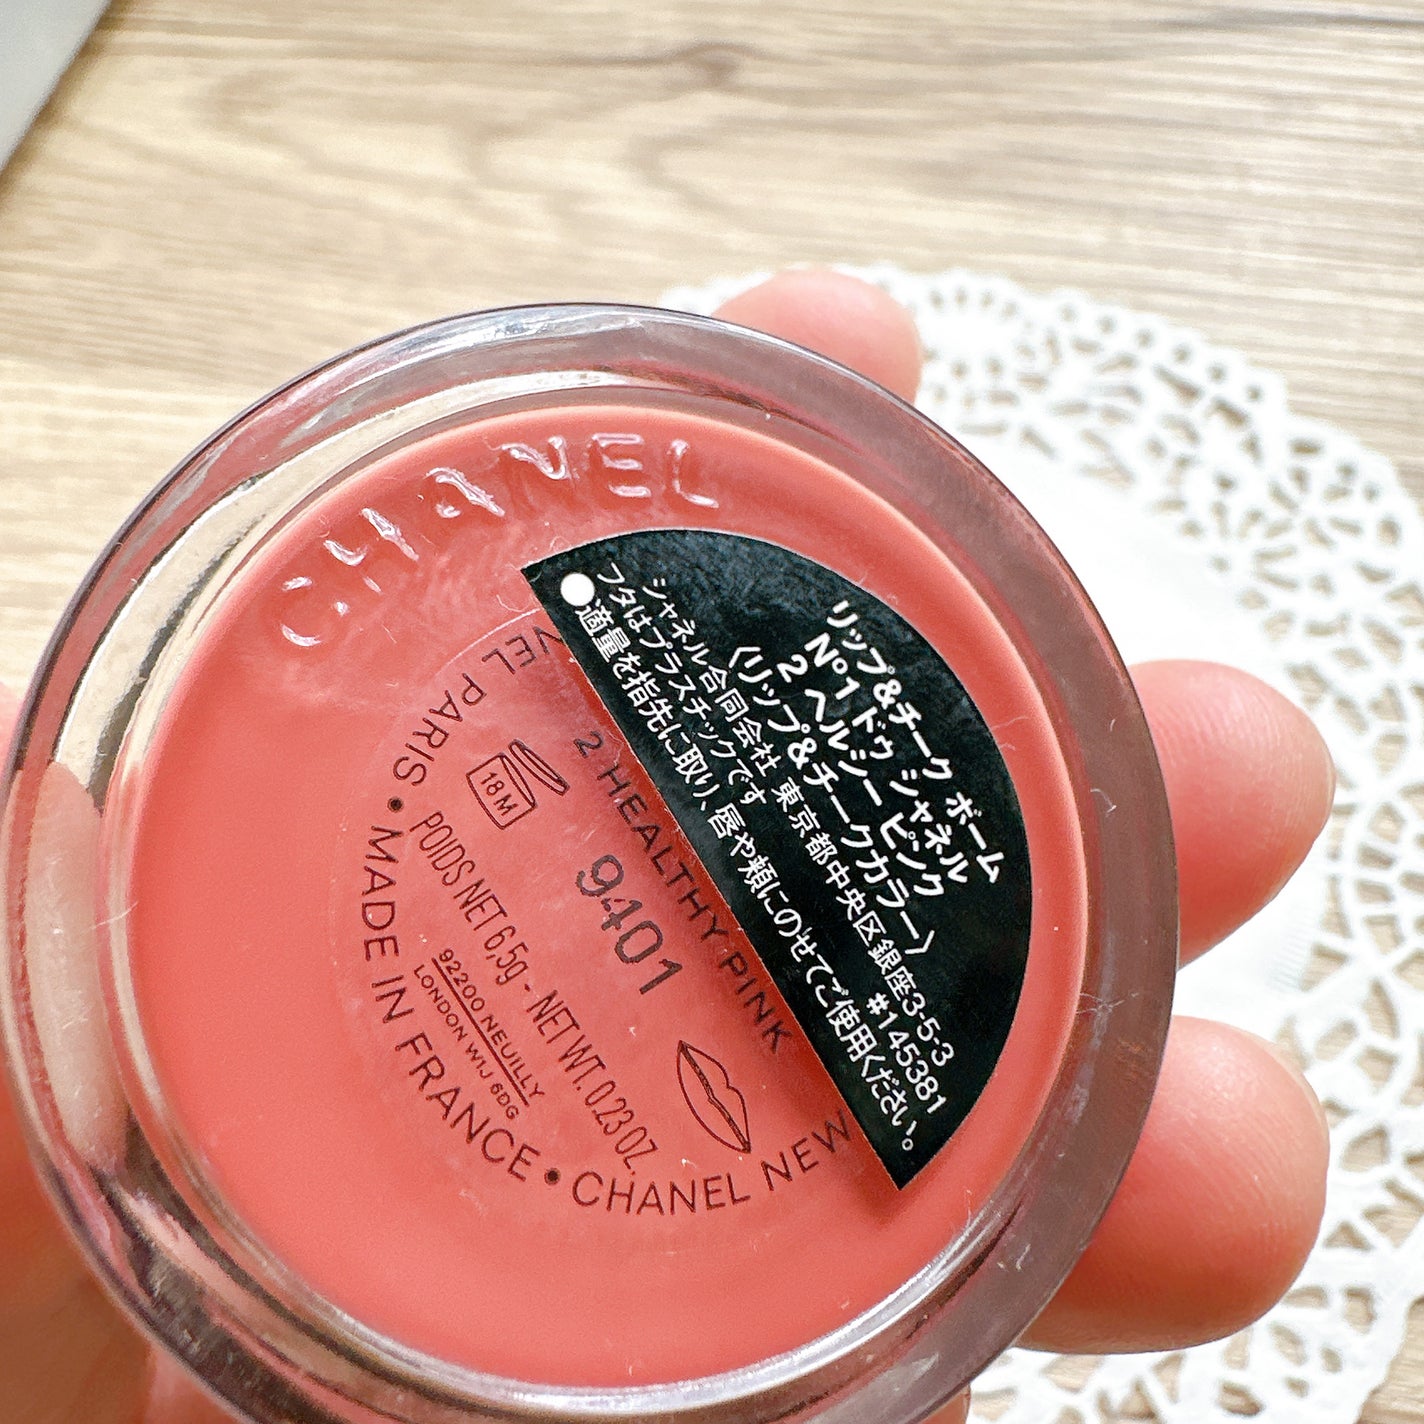 CHANEL
リップ&チーク ボーム
N°1 ドゥ シャネル
2 ヘルシー ピンク
〈リップ&チークカラー〉
シャネル合同会社 東京都中央区銀座3-5-3
フタはプラスチックです #145381
適量を指先に取り、唇や頬にのせてご使用ください。
NEL PARIS • MADE IN FRANCE • CHANEL NEW
2 HEALTHY PINK
9401
18M
POIDS NET 6,5g - NET WT. 0.23 OZ.
92200 NEUILLY
LONDON W1J 6DG